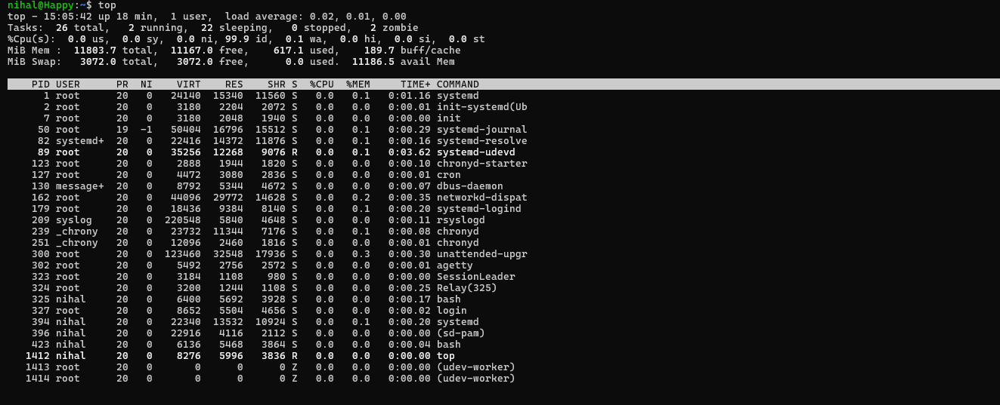 nihal@Happy:~$ top
top - 15:05:42 up 18 min,  1 user,  load average: 0.02, 0.01, 0.00
Tasks:  26 total,   2 running,  22 sleeping,   0 stopped,   2 zombie
%Cpu(s):  0.0 us,  0.0 sy,  0.0 ni, 99.9 id,  0.1 wa,  0.0 hi,  0.0 si,  0.0 st
MiB Mem :  11803.7 total,  11167.0 free,    617.1 used,    189.7 buff/cache
MiB Swap:   3072.0 total,   3072.0 free,      0.0 used.  11186.5 avail Mem
    PID USER      PR  NI    VIRT    RES    SHR S  %CPU  %MEM     TIME+ COMMAND
      1 root      20   0   24140  15340  11560 S   0.0   0.1   0:01.16 systemd
      2 root      20   0    3180   2204   2072 S   0.0   0.0   0:00.01 init-systemd(Ub
      7 root      20   0    3180   2048   1940 S   0.0   0.0   0:00.00 init
     50 root      19  -1   50404  16796  15512 S   0.0   0.1   0:00.29 systemd-journal
     82 systemd+  20   0   22416  14372  11876 S   0.0   0.1   0:00.16 systemd-resolve
     89 root      20   0   35256  12268   9076 R   0.0   0.1   0:03.62 systemd-udevd
    123 root      20   0    2888   1944   1820 S   0.0   0.0   0:00.10 chronyd-starter
    127 root      20   0    4472   3080   2836 S   0.0   0.0   0:00.01 cron
    130 message+  20   0    8792   5344   4672 S   0.0   0.0   0:00.07 dbus-daemon
    162 root      20   0   44096  29772  14628 S   0.0   0.2   0:00.35 networkd-dispat
    179 root      20   0   18436   9384   8140 S   0.0   0.1   0:00.20 systemd-logind
    209 syslog    20   0  220548   5840   4648 S   0.0   0.0   0:00.11 rsyslogd
    239 _chrony   20   0   23732  11344   7176 S   0.0   0.1   0:00.08 chronyd
    251 _chrony   20   0   12096   2460   1816 S   0.0   0.0   0:00.01 chronyd
    300 root      20   0  123460  32548  17936 S   0.0   0.3   0:00.30 unattended-upgr
    302 root      20   0    5492   2756   2572 S   0.0   0.0   0:00.01 agetty
    323 root      20   0    3184   1108    980 S   0.0   0.0   0:00.00 SessionLeader
    324 root      20   0    3200   1244   1108 S   0.0   0.0   0:00.25 Relay(325)
    325 nihal     20   0    6400   5692   3928 S   0.0   0.0   0:00.17 bash
    327 root      20   0    8652   5504   4656 S   0.0   0.0   0:00.02 login
    394 nihal     20   0   22340  13532  10924 S   0.0   0.1   0:00.20 systemd
    396 nihal     20   0   22916   4116   2112 S   0.0   0.0   0:00.00 (sd-pam)
    423 nihal     20   0    6136   5468   3864 S   0.0   0.0   0:00.04 bash
   1412 nihal     20   0    8276   5996   3836 R   0.0   0.0   0:00.00 top
   1413 root      20   0       0      0      0 Z   0.0   0.0   0:00.00 (udev-worker)
   1414 root      20   0       0      0      0 Z   0.0   0.0   0:00.00 (udev-worker)